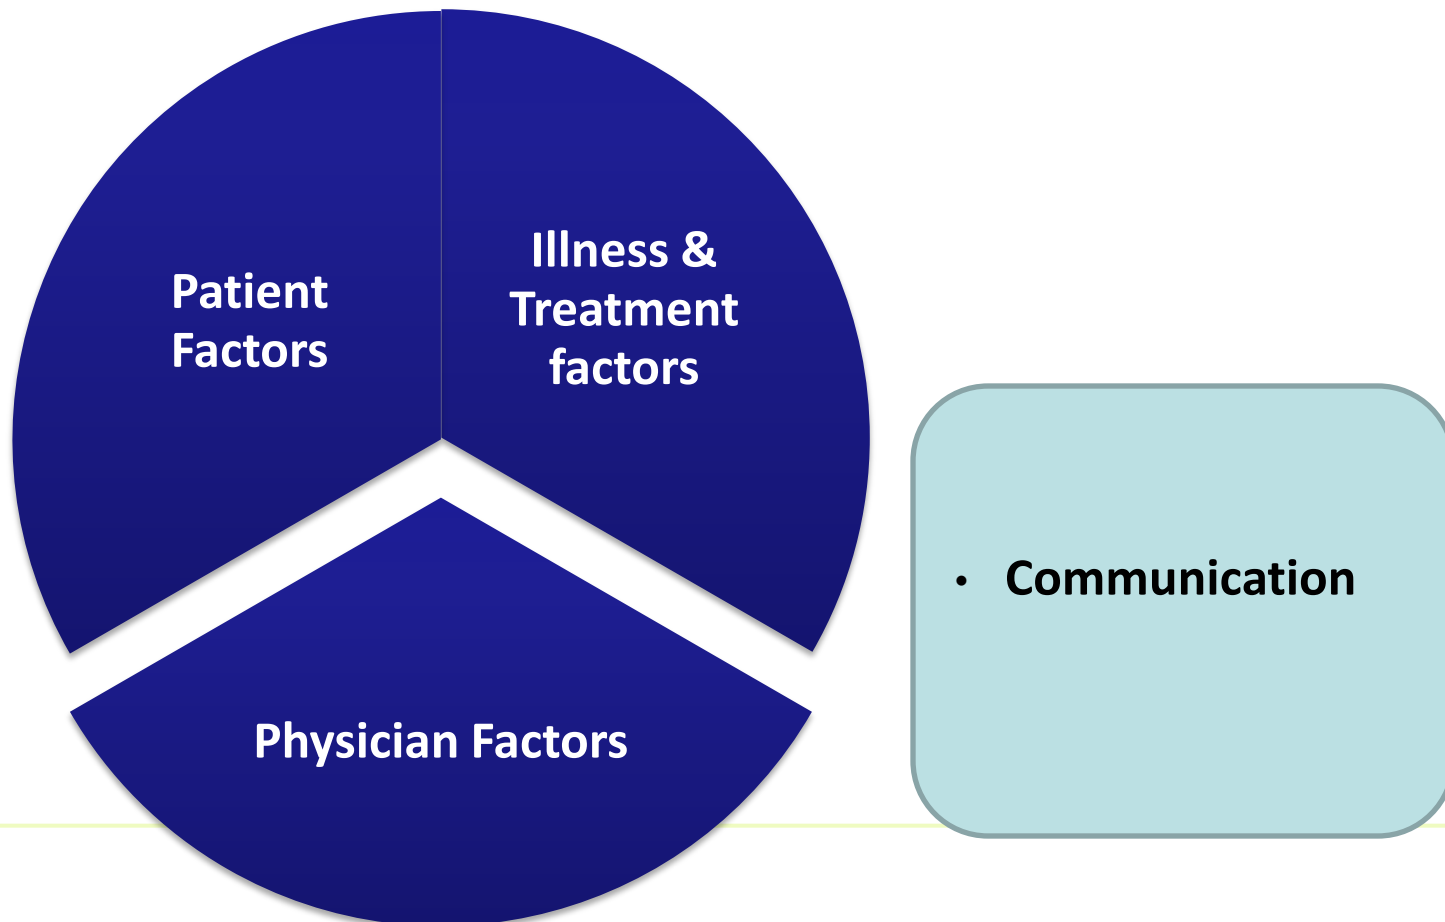 Patient
Factors
Illness &
Treatment
factors
Physician Factors
• Communication